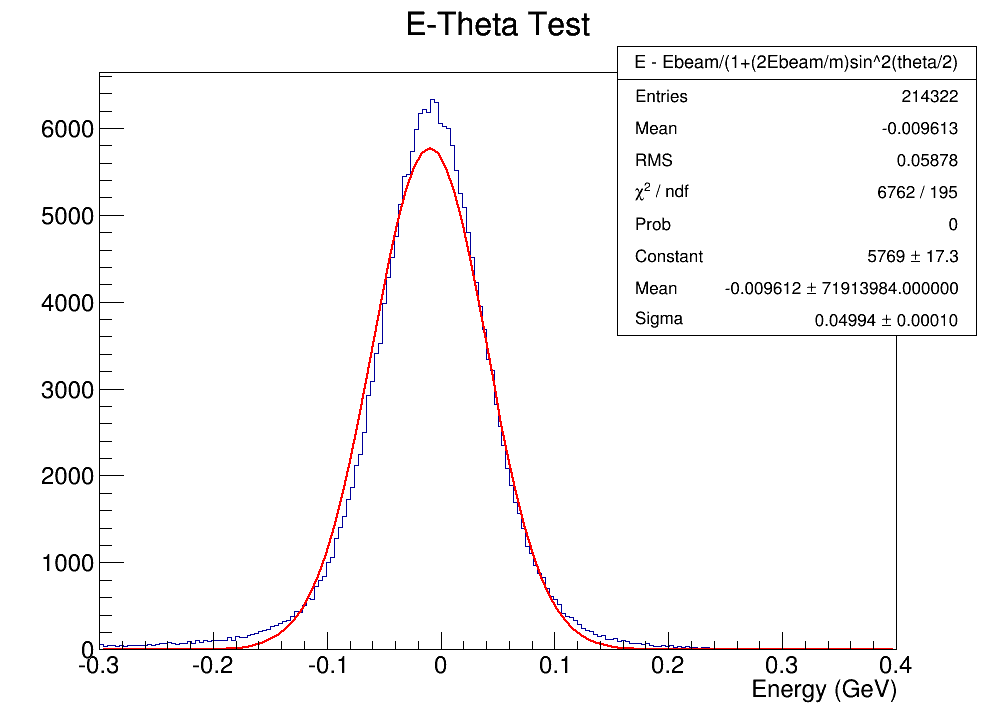 E-Theta Test
E - Ebeam/(1+(2Ebeam/m)sin^2(theta/2)
Entries 214322
Mean -0.009613
RMS 0.05878
χ² / ndf 6762 / 195
Prob 0
Constant 5769 ± 17.3
Mean -0.009612 ± 71913984.000000
Sigma 0.04994 ± 0.00010
6000
5000
4000
3000
2000
1000
0
-0.3 -0.2 -0.1 0 0.1 0.2 0.3 0.4
Energy (GeV)